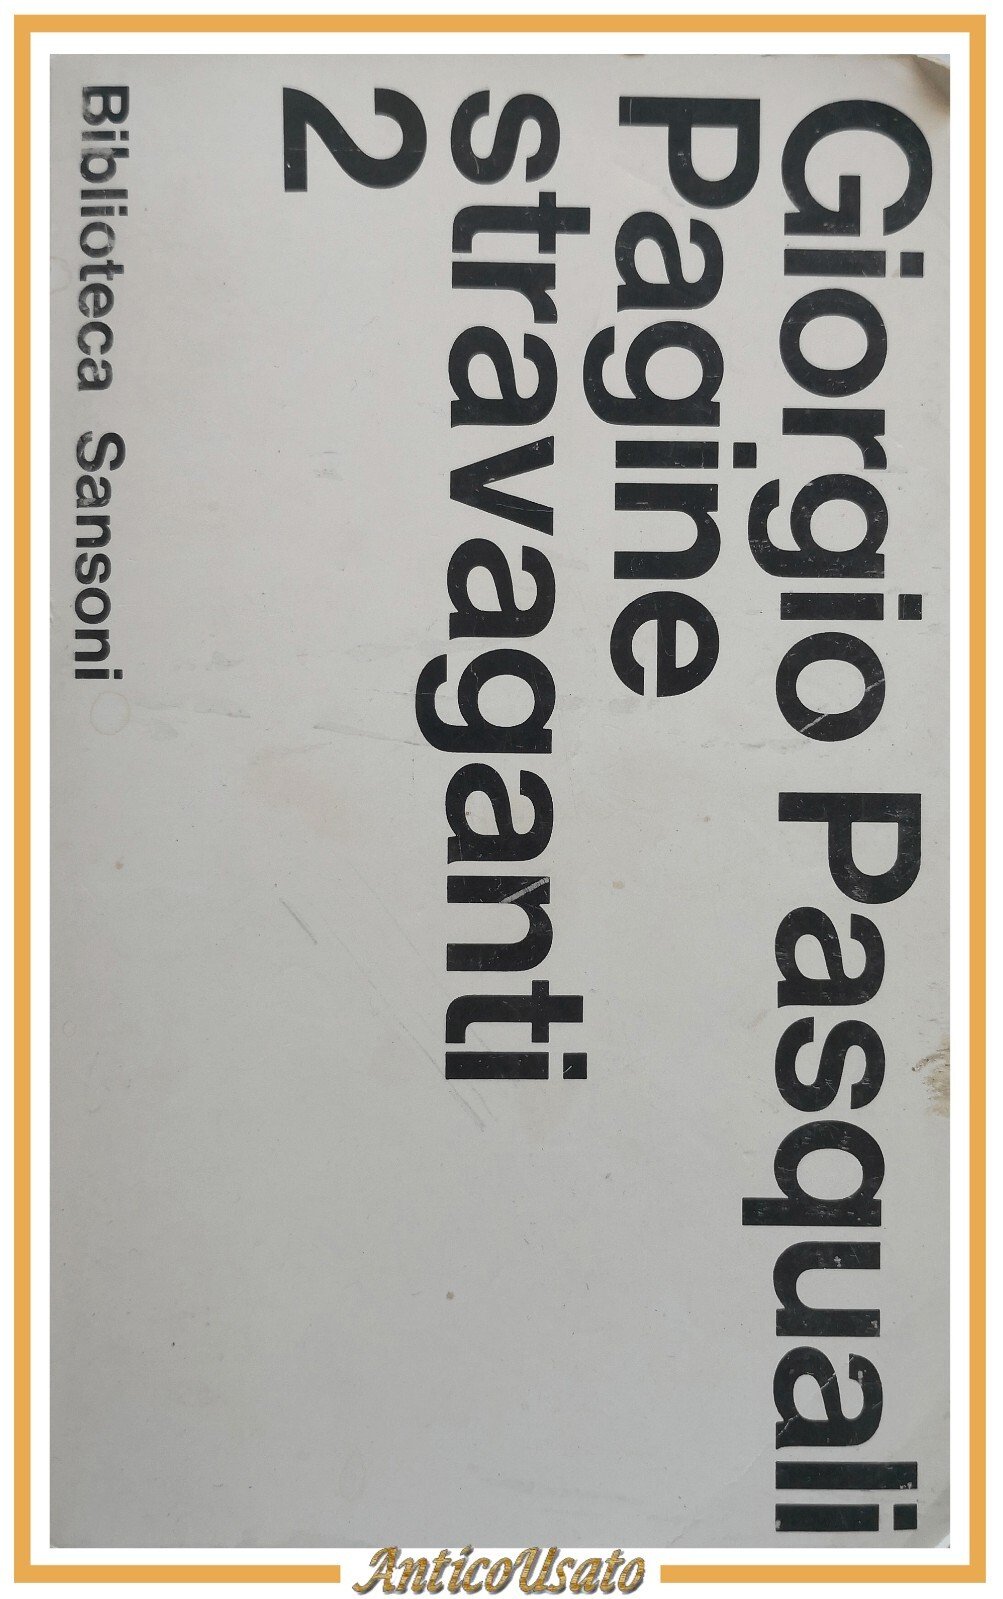 Giorgio Pasquali
Pagine
stravaganti
2
Biblioteca Sansoni
AnticoUsato